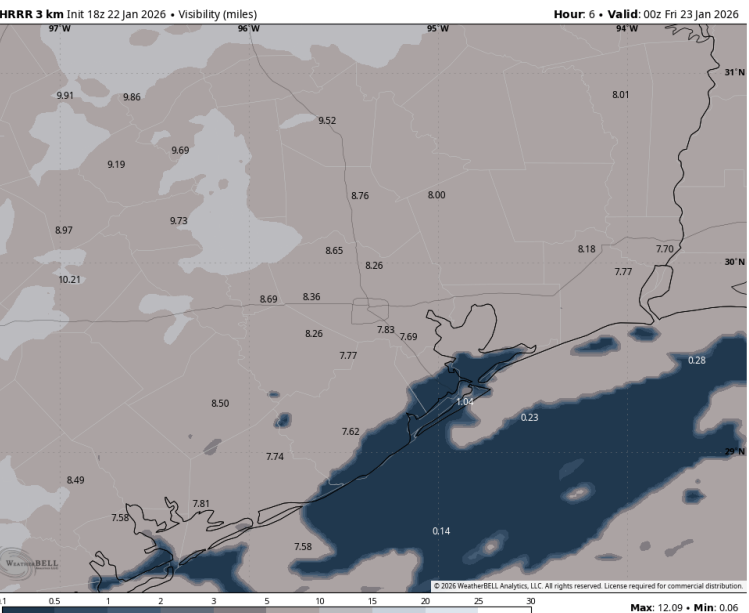 HRRR 3 km Init 18z 22 Jan 2026 • Visibility (miles)
Hour: 6 • Valid: 00z Fri 23 Jan 2026
97°W 96°W 95°W 94°W
31°N
9.91 9.86 8.01
9.52
9.69
9.19
8.76 8.00
9.73
8.97
8.65 8.18 7.70
30°N
8.26
7.77
10.21
8.69 8.36
8.26 7.83 7.69
7.77
0.28
8.50 1.04
0.23
7.62
29°N
7.74
8.49
7.81
7.58
0.14
7.58
WEATHERBELL
© 2026 WeatherBELL Analytics, LLC. All rights reserved. License required for commercial distribution.
0.1 0.5 1 2 3 5 10 15 20 25 30
Max: 12.09 • Min: 0.06